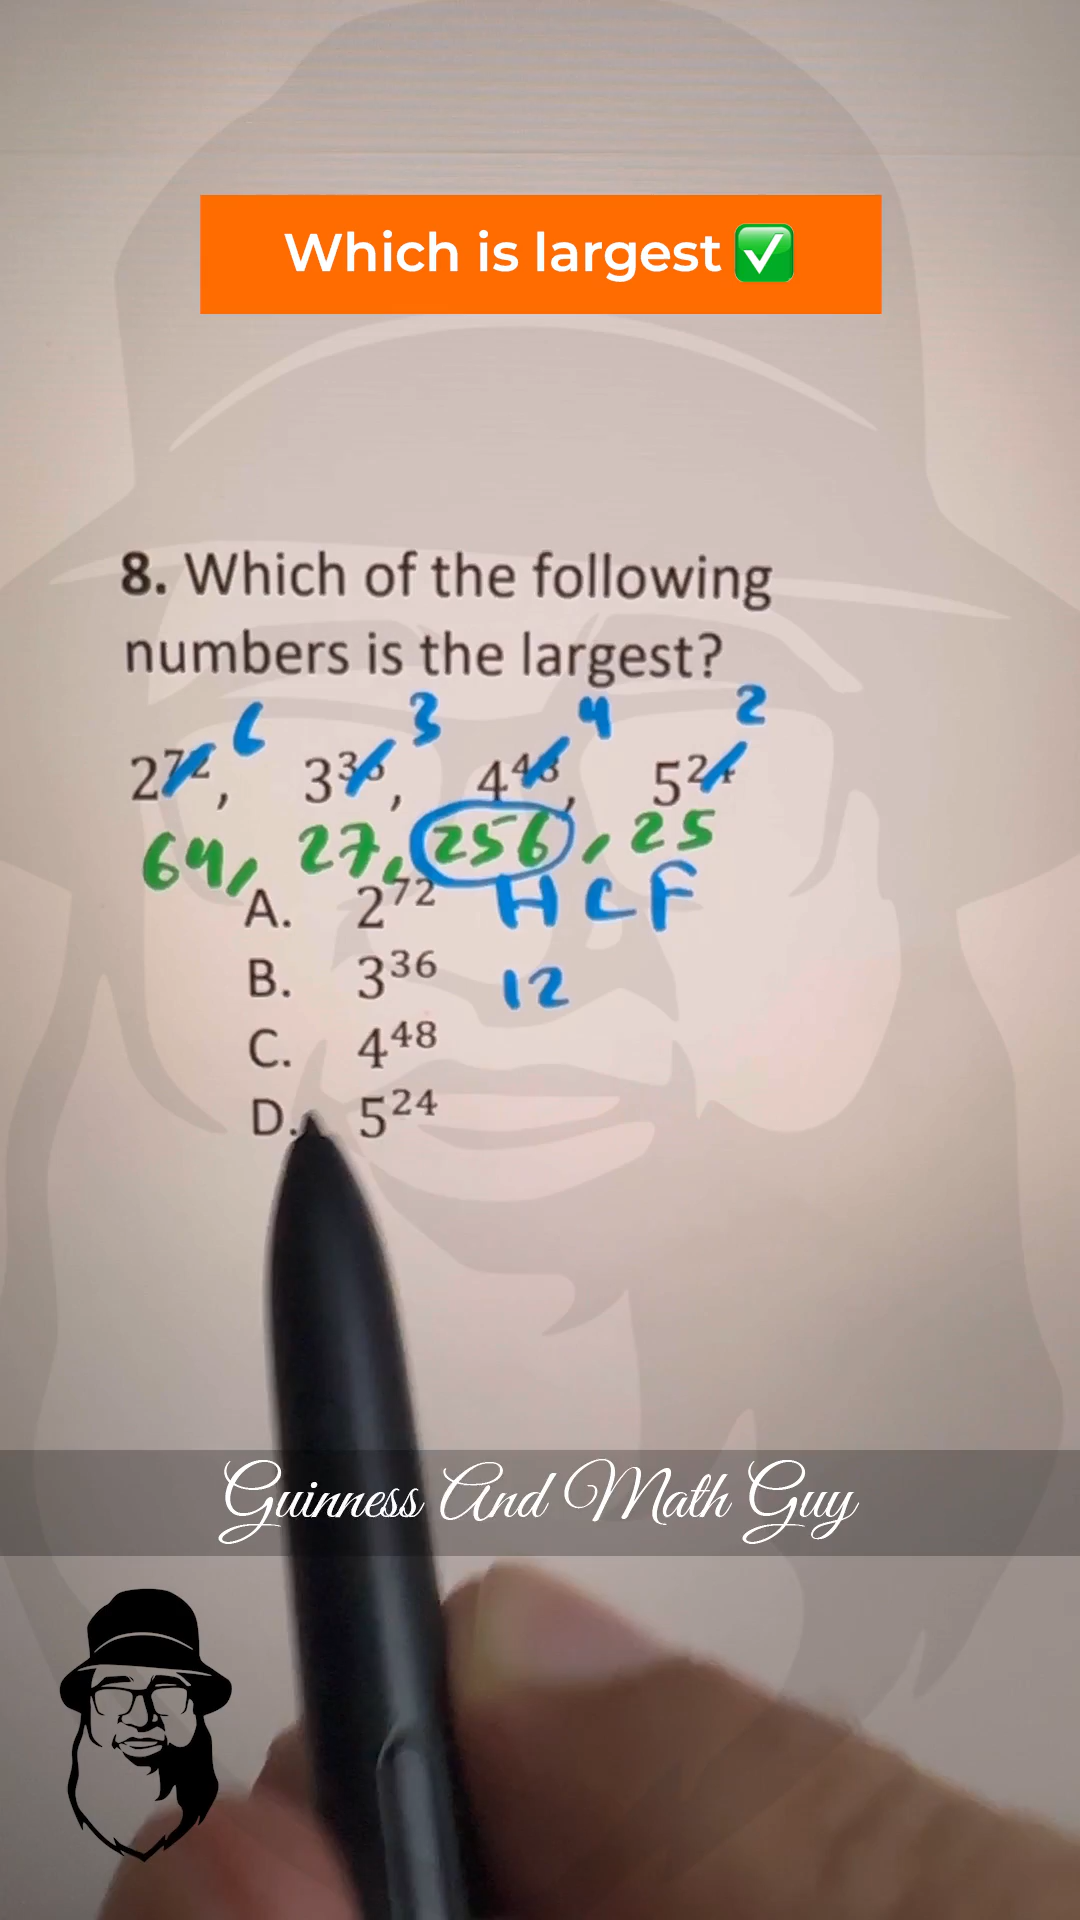 Which is largest ✅
8. Which of the following
numbers is the largest?
6 3 4 2
2⁷², 3³⁶, 4⁴⁸, 5²⁴
64, 27, 256, 25
A. 2⁷² HCF
B. 3³⁶ 12
C. 4⁴⁸
D. 5²⁴
Guinness And Math Guy